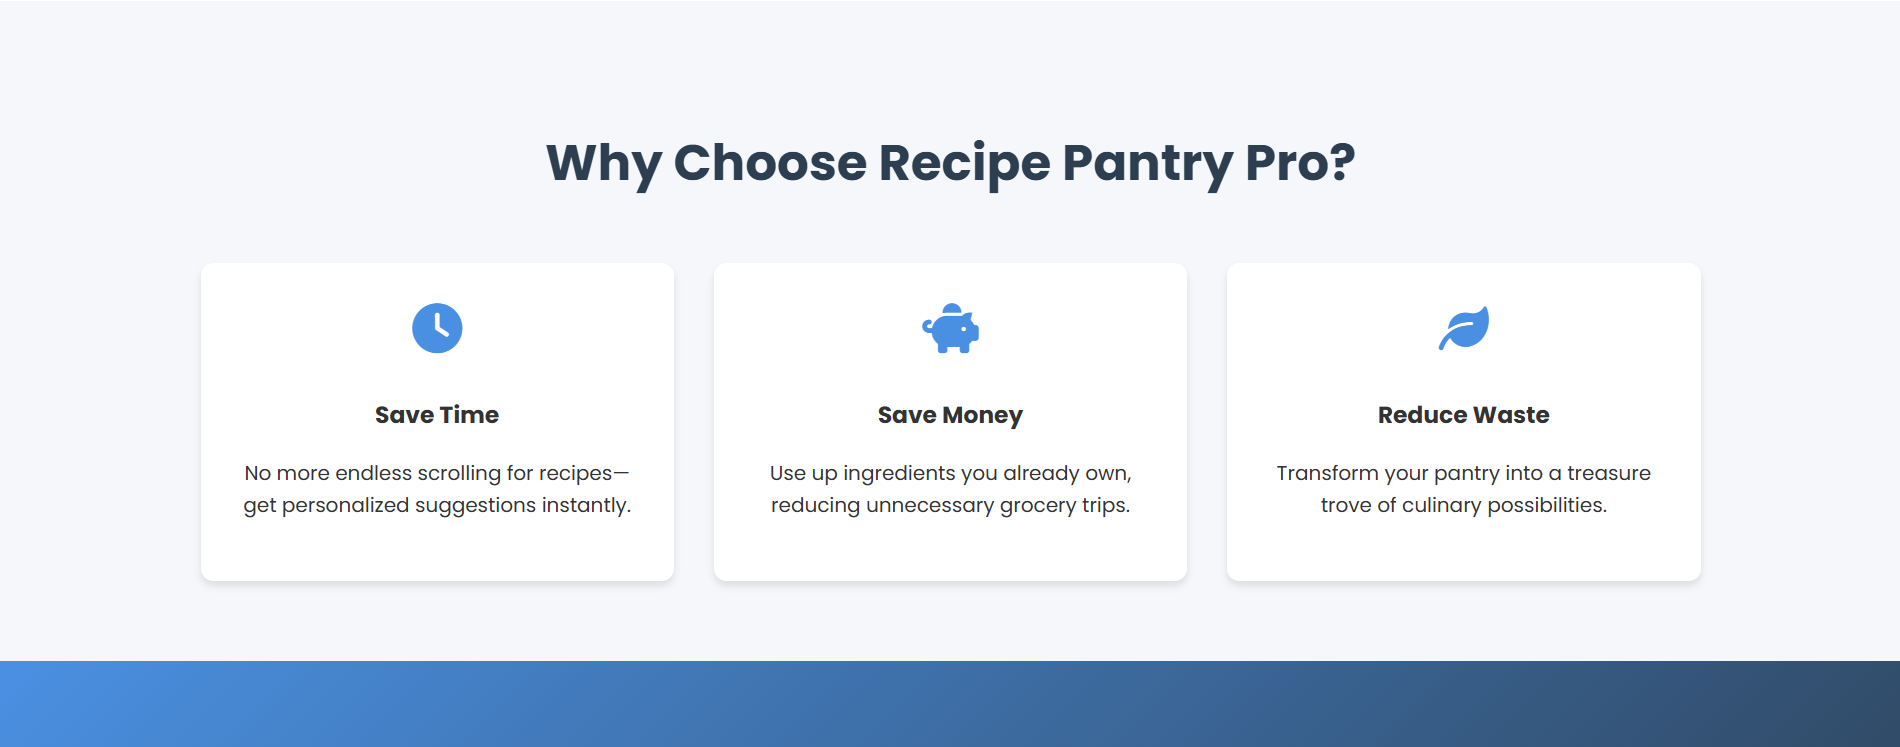 Why Choose Recipe Pantry Pro?
Save Time
No more endless scrolling for recipes—
get personalized suggestions instantly.
Save Money
Use up ingredients you already own,
reducing unnecessary grocery trips.
Reduce Waste
Transform your pantry into a treasure
trove of culinary possibilities.